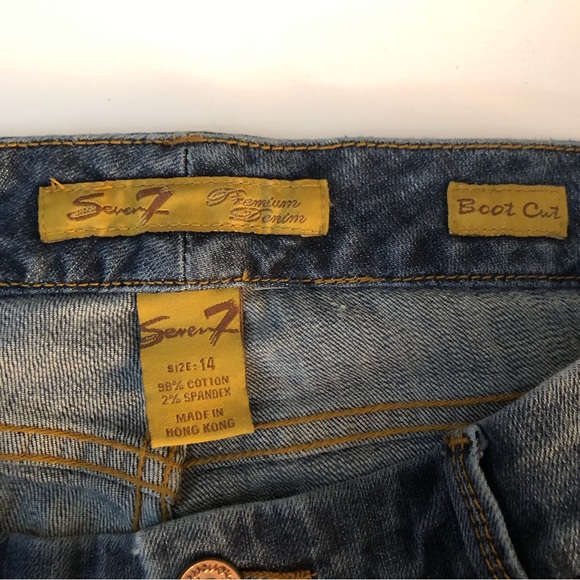 Seven7 Premium Denim
Boot Cut
Seven7
SIZE: 14
98% COTTON
2% SPANDEX
MADE IN
HONG KONG